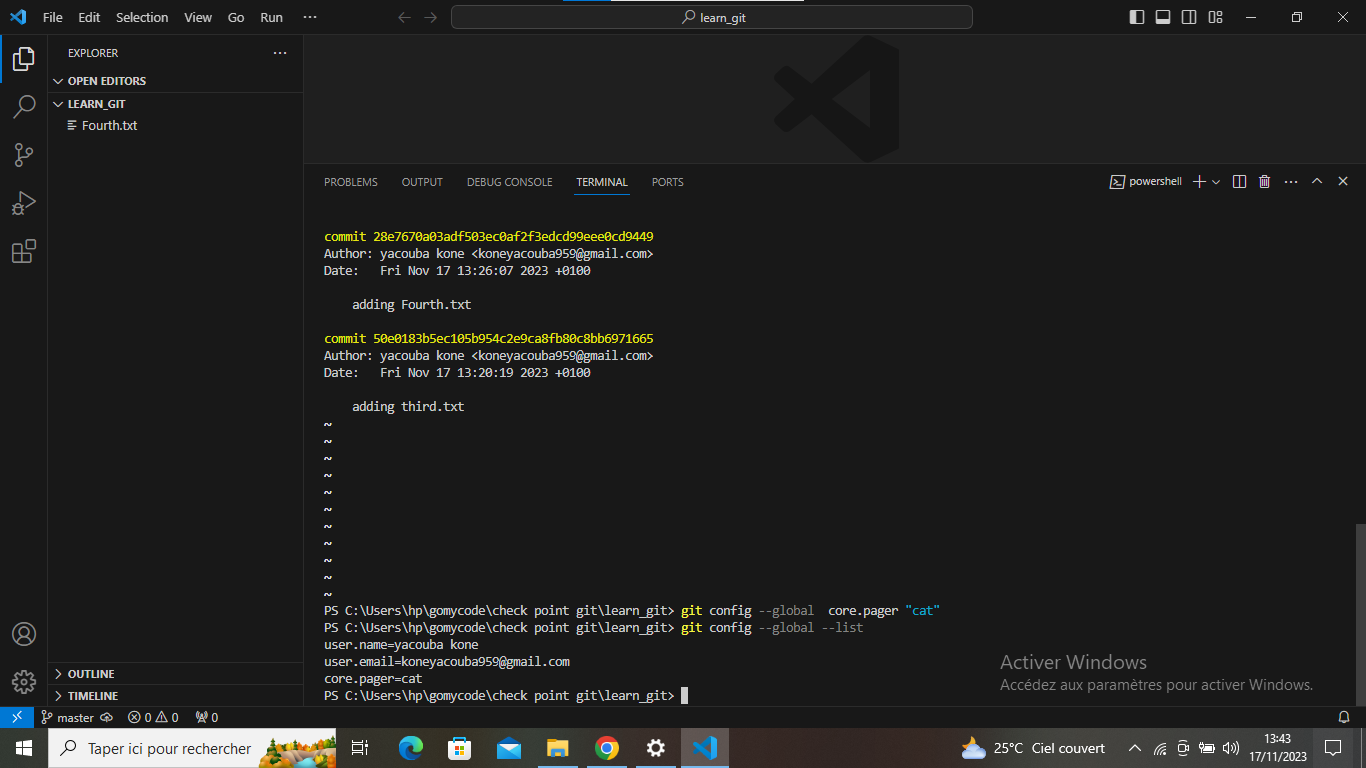 File Edit Selection View Go Run ···
learn_git
EXPLORER
OPEN EDITORS
LEARN_GIT
Fourth.txt
PROBLEMS OUTPUT DEBUG CONSOLE TERMINAL PORTS
powershell
commit 28e7670a03adf503ec0af2f3edcd99eee0cd9449
Author: yacouba kone <koneyacouba959@gmail.com>
Date:   Fri Nov 17 13:26:07 2023 +0100
adding Fourth.txt
commit 50e0183b5ec105b954c2e9ca8fb80c8bb6971665
Author: yacouba kone <koneyacouba959@gmail.com>
Date:   Fri Nov 17 13:20:19 2023 +0100
adding third.txt
~
~
~
~
~
~
~
~
~
~
~
PS C:\Users\hp\gomycode\check point git\learn_git> git config --global  core.pager "cat"
PS C:\Users\hp\gomycode\check point git\learn_git> git config --global --list
user.name=yacouba kone
user.email=koneyacouba959@gmail.com
core.pager=cat
PS C:\Users\hp\gomycode\check point git\learn_git>
OUTLINE
TIMELINE
Activer Windows
Accédez aux paramètres pour activer Windows.
master 0 0 0
Taper ici pour rechercher
25°C Ciel couvert
13:43
17/11/2023